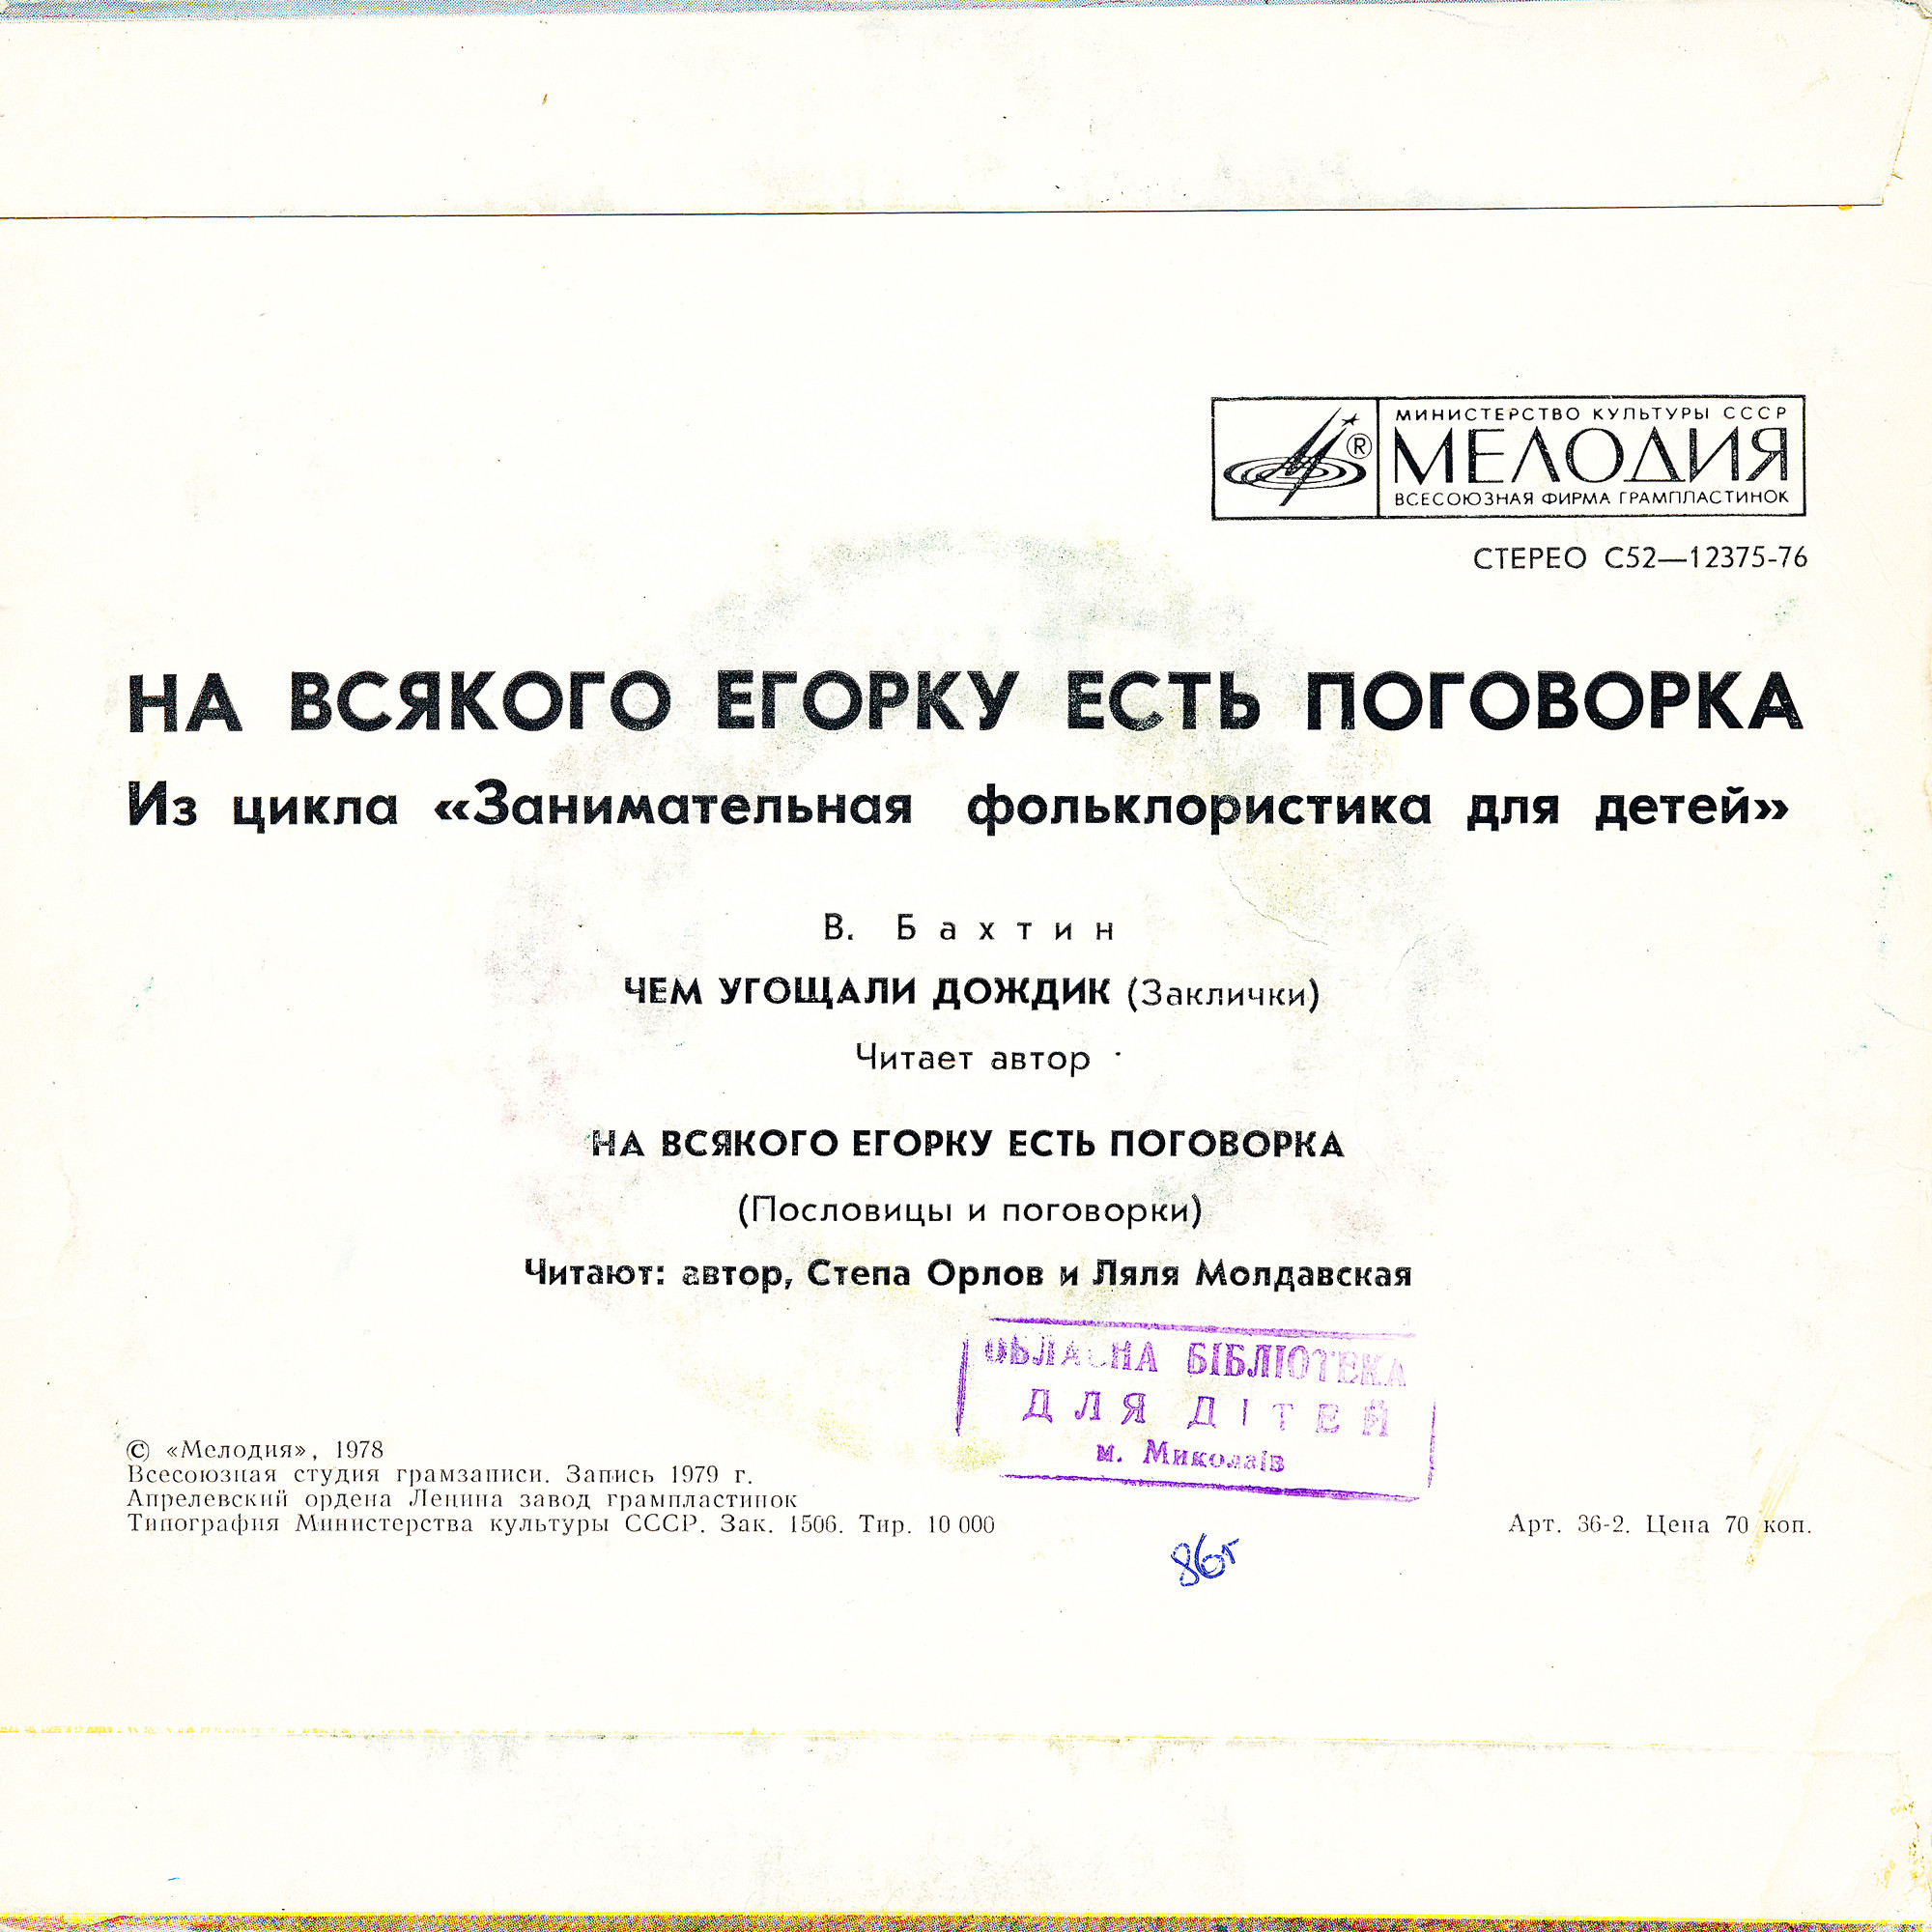 МИНИСТЕРСТВО КУЛЬТУРЫ СССР
МЕЛОДИЯ
ВСЕСОЮЗНАЯ ФИРМА ГРАМПЛАСТИНОК
®
СТЕРЕО С52—12375-76
НА ВСЯКОГО ЕГОРКУ ЕСТЬ ПОГОВОРКА
Из цикла «Занимательная фольклористика для детей»
В. Бахтин
ЧЕМ УГОЩАЛИ ДОЖДИК (Заклички)
Читает автор
НА ВСЯКОГО ЕГОРКУ ЕСТЬ ПОГОВОРКА
(Пословицы и поговорки)
Читают: автор, Степа Орлов и Ляля Молдавская
ОБЛАСНА БІБЛІОТЕКА
ДЛЯ ДІТЕЙ
м. Миколаїв
© «Мелодия», 1978
Всесоюзная студия грамзаписи. Запись 1979 г.
Апрелевский ордена Ленина завод грампластинок
Типография Министерства культуры СССР. Зак. 1506. Тир. 10 000
Арт. 36-2. Цена 70 коп.
86г